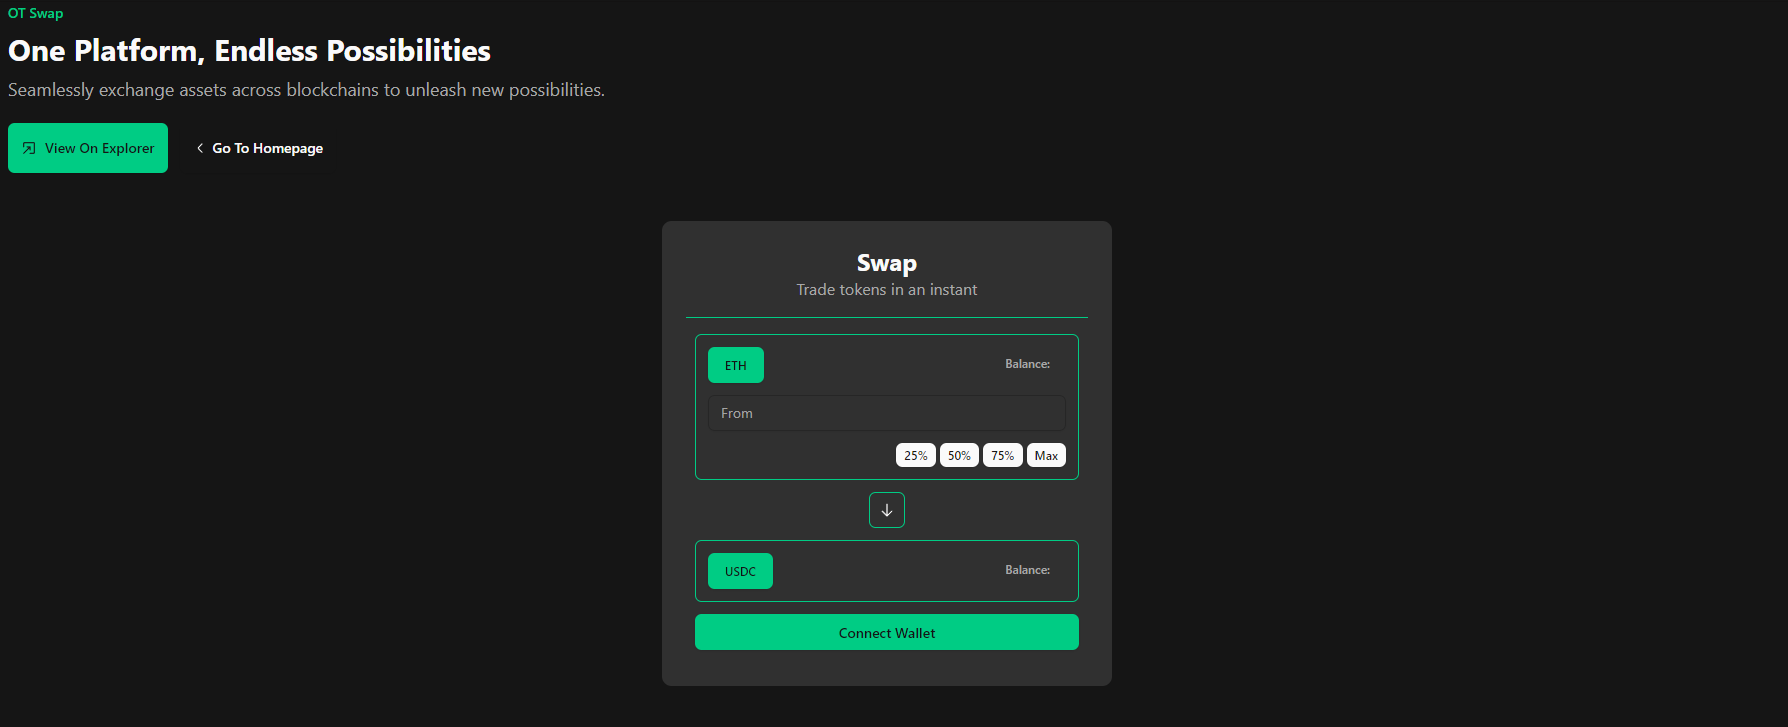 OT Swap
One Platform, Endless Possibilities
Seamlessly exchange assets across blockchains to unleash new possibilities.
View On Explorer
Go To Homepage
Swap
Trade tokens in an instant
ETH
Balance:
From
25% 50% 75% Max
USDC
Balance:
Connect Wallet